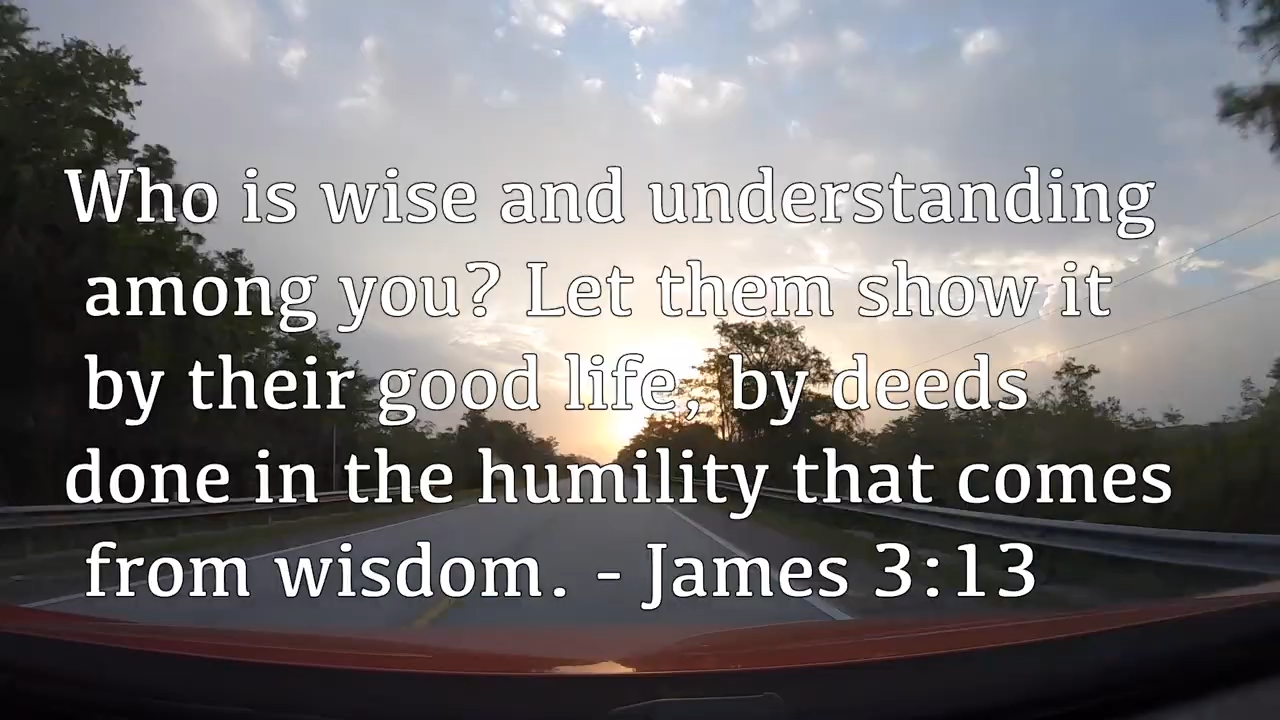 Who is wise and understanding
among you? Let them show it
by their good life, by deeds
done in the humility that comes
from wisdom. - James 3:13